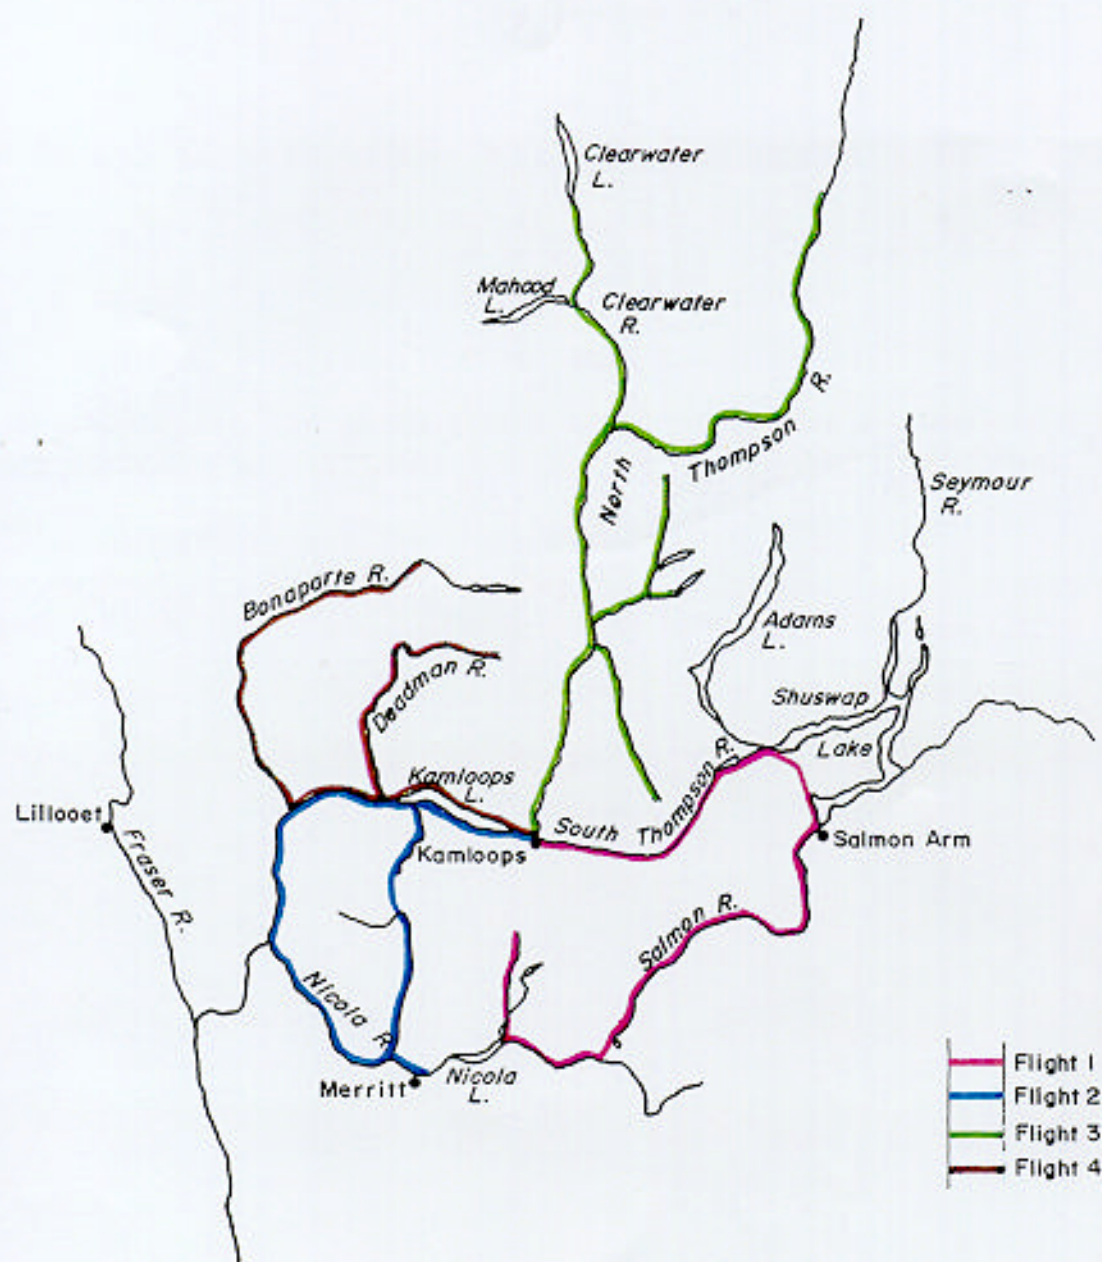 Clearwater
L.
Mahood
L.
Clearwater
R.
R.
Thompson
North
Seymour
R.
Bonaparte R.
Adams
L.
Deadman R.
Shuswap
Lake
Kamloops
L.
Lillooet
Fraser R.
South Thompson R.
Kamloops
Salmon Arm
Salmon R.
Nicola R.
Merritt
Nicola
L.
Flight 1
Flight 2
Flight 3
Flight 4